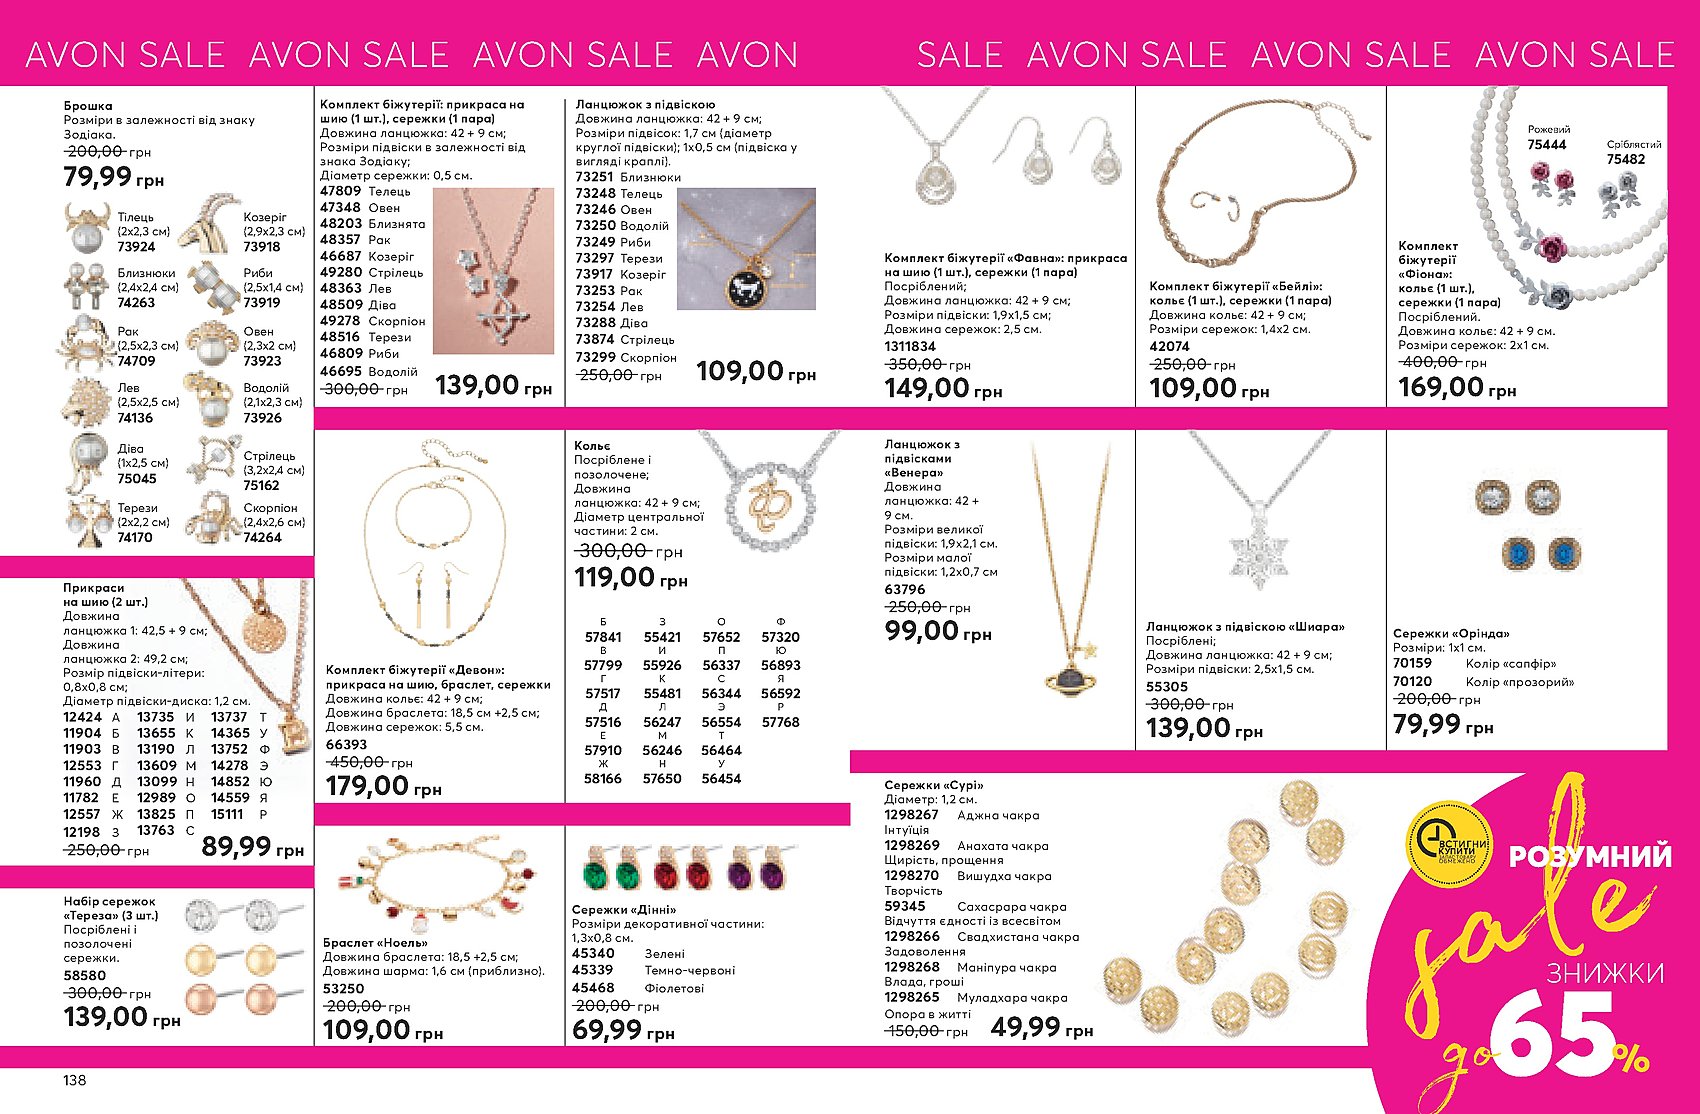 AVON SALE AVON SALE AVON SALE AVON
SALE AVON SALE AVON SALE AVON SALE
Брошка
Розміри в залежності від знаку
Зодіака.
200,00 грн
79,99 грн
Тілець
(2х2,3 см)
73924
Козеріг
(2,9х2,3 см)
73918
Близнюки
(2,4х2,4 см)
74263
Риби
(2,5х1,4 см)
73919
Рак
(2,5х2,3 см)
74709
Овен
(2,3х2 см)
73923
Лев
(2,5х2,5 см)
74136
Водолій
(2,1х2,3 см)
73926
Діва
(1х2,5 см)
75045
Стрілець
(3,2х2,4 см)
75162
Терези
(2х2,2 см)
74170
Скорпіон
(2,4х2,6 см)
74264
Комплект біжутерії: прикраса на
шию (1 шт.), сережки (1 пара)
Довжина ланцюжка: 42 + 9 см;
Розміри підвіски в залежності від
знака Зодіаку;
Діаметр сережки: 0,5 см.
47809 Телець
47348 Овен
48203 Близнята
48357 Рак
46687 Козеріг
49280 Стрілець
48363 Лев
48509 Діва
49278 Скорпіон
48516 Терези
46809 Риби
46695 Водолій
300,00 грн
139,00 грн
Ланцюжок з підвіскою
Довжина ланцюжка: 42 + 9 см;
Розміри підвісок: 1,7 см (діаметр
круглої підвіски); 1х0,5 см (підвіска у
вигляді краплі).
73251 Близнюки
73248 Телець
73246 Овен
73250 Водолій
73249 Риби
73297 Терези
73917 Козеріг
73253 Рак
73254 Лев
73288 Діва
73874 Стрілець
73299 Скорпіон
250,00 грн
109,00 грн
Комплект біжутерії «Фавна»: прикраса
на шию (1 шт.), сережки (1 пара)
Посріблений;
Довжина ланцюжка: 42 + 9 см;
Розміри підвіски: 1,9х1,5 см;
Довжина сережок: 2,5 см.
1311834
350,00 грн
149,00 грн
Комплект біжутерії «Бейлі»:
кольє (1 шт.), сережки (1 пара)
Довжина кольє: 42 + 9 см;
Розміри сережок: 1,4х2 см.
42074
250,00 грн
109,00 грн
Рожевий
75444
Сріблястий
75482
Комплект
біжутерії
«Фіона»:
кольє (1 шт.),
сережки (1 пара)
Посріблений.
Довжина кольє: 42 + 9 см.
Розміри сережок: 2х1 см.
400,00 грн
169,00 грн
Прикраси
на шию (2 шт.)
Довжина
ланцюжка 1: 42,5 + 9 см;
Довжина
ланцюжка 2: 49,2 см;
Розмір підвіски-літери:
0,8х0,8 см;
Діаметр підвіски-диска: 1,2 см.
12424 А 13735 И 13737 Т
11904 Б 13655 К 14365 У
11903 В 13190 Л 13752 Ф
12553 Г 13609 М 14278 Э
11960 Д 13099 Н 14852 Ю
11782 Е 12989 О 14559 Я
12557 Ж 13825 П 15111 Р
12198 З 13763 С
250,00 грн
89,99 грн
Комплект біжутерії «Девон»:
прикраса на шию, браслет, сережки
Довжина кольє: 42 + 9 см;
Довжина браслета: 18,5 см +2,5 см;
Довжина сережок: 5,5 см.
66393
450,00 грн
179,00 грн
Кольє
Посріблене і
позолочене;
Довжина
ланцюжка: 42 + 9 см;
Діаметр центральної
частини: 2 см.
300,00 грн
119,00 грн
Б З О Ф
57841 55421 57652 57320
В И П Ю
57799 55926 56337 56893
Г К С Я
57517 55481 56344 56592
Д Л Э Р
57516 56247 56554 57768
Е М Т
57910 56246 56464
Ж Н У
58166 57650 56454
Ланцюжок з
підвісками
«Венера»
Довжина
ланцюжка: 42 +
9 см.
Розміри великої
підвіски: 1,9х2,1 см.
Розміри малої
підвіски: 1,2х0,7 см
63796
250,00 грн
99,00 грн
Ланцюжок з підвіскою «Шиара»
Посріблені;
Довжина ланцюжка: 42 + 9 см;
Розміри підвіски: 2,5х1,5 см.
55305
300,00 грн
139,00 грн
Сережки «Орінда»
Розміри: 1х1 см.
70159 Колір «сапфір»
70120 Колір «прозорий»
200,00 грн
79,99 грн
Набір сережок
«Тереза» (3 шт.)
Посріблені і
позолочені
сережки.
58580
300,00 грн
139,00 грн
Браслет «Ноель»
Довжина браслета: 18,5 +2,5 см;
Довжина шарма: 1,6 см (приблизно).
53250
200,00 грн
109,00 грн
Сережки «Дінні»
Розміри декоративної частини:
1,3х0,8 см.
45340 Зелені
45339 Темно-червоні
45468 Фіолетові
200,00 грн
69,99 грн
Сережки «Сурі»
Діаметр: 1,2 см.
1298267 Аджна чакра
Інтуїція
1298269 Анахата чакра
Щирість, прощення
1298270 Вишудха чакра
Творчість
59345 Сахасрара чакра
Відчуття єдності із всесвітом
1298266 Свадхистана чакра
Задоволення
1298268 Маніпура чакра
Влада, гроші
1298265 Муладхара чакра
Опора в житті
150,00 грн
49,99 грн
ВСТИГНИ
КУПИТИ
ЗАПАС ТОВАРУ
ОБМЕЖЕНО
РОЗУМНИЙ
sale
ЗНИЖКИ
до 65%
138